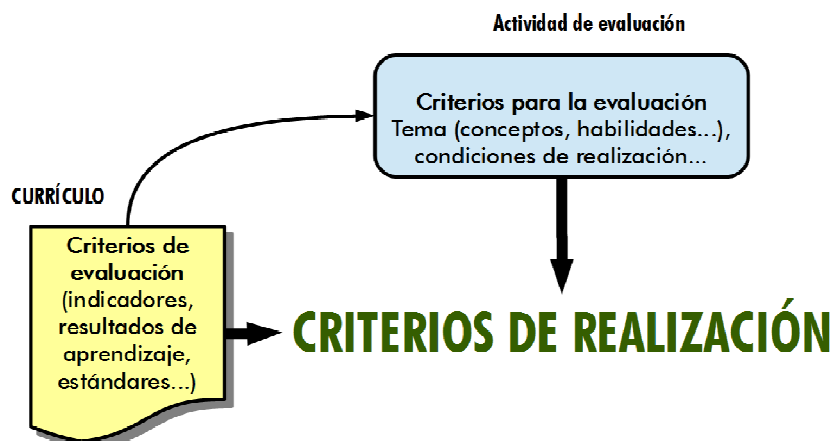 Actividad de evaluación
Criterios para la evaluación
Tema (conceptos, habilidades...),
condiciones de realización...
CURRÍCULO
Criterios de
evaluación
(indicadores,
resultados de
aprendizaje,
estándares...)
CRITERIOS DE REALIZACIÓN